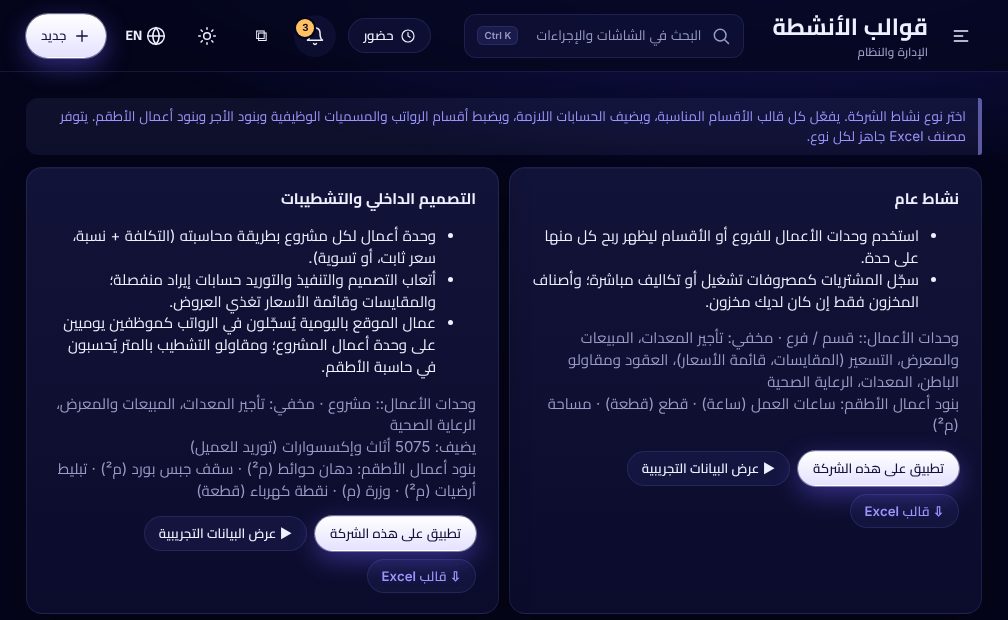 قوالب الأنشطة
الإدارة والنظام
البحث في الشاشات والإجراءات
Ctrl K
حضور
3
EN
جديد
اختر نوع نشاط الشركة. يفعّل كل قالب الأقسام المناسبة، ويضيف الحسابات اللازمة، ويضبط أقسام الرواتب والمسميات الوظيفية وبنود الأجر وبنود أعمال الأطقم. يتوفر
مصنف Excel جاهز لكل نوع.
نشاط عام
استخدم وحدات الأعمال للفروع أو الأقسام ليظهر ربح كل منها
على حدة.
سجّل المشتريات كمصروفات تشغيل أو تكاليف مباشرة؛ وأصناف
المخزون فقط إن كان لديك مخزون.
وحدات الأعمال:: قسم / فرع · مخفي: تأجير المعدات، المبيعات
والمعرض، التسعير (المقايسات، قائمة الأسعار)، العقود ومقاولو
الباطن، المعدات، الرعاية الصحية
بنود أعمال الأطقم: ساعات العمل (ساعة) · قطع (قطعة) · مساحة
(م²)
تطبيق على هذه الشركة
▶ عرض البيانات التجريبية
⇩ قالب Excel
التصميم الداخلي والتشطيبات
وحدة أعمال لكل مشروع بطريقة محاسبته (التكلفة + نسبة،
سعر ثابت، أو تسوية).
أتعاب التصميم والتنفيذ والتوريد حسابات إيراد منفصلة؛
والمقايسات وقائمة الأسعار تغذي العروض.
عمال الموقع باليومية يُسجّلون في الرواتب كموظفين يوميين
على وحدة أعمال المشروع؛ ومقاولو التشطيب بالمتر يُحسبون
في حاسبة الأطقم.
وحدات الأعمال:: مشروع · مخفي: تأجير المعدات، المبيعات والمعرض،
الرعاية الصحية
يضيف: 5075 أثاث وإكسسوارات (توريد للعميل)
بنود أعمال الأطقم: دهان حوائط (م²) · سقف جبس بورد (م²) · تبليط
أرضيات (م²) · وزرة (م) · نقطة كهرباء (قطعة)
تطبيق على هذه الشركة
▶ عرض البيانات التجريبية
⇩ قالب Excel